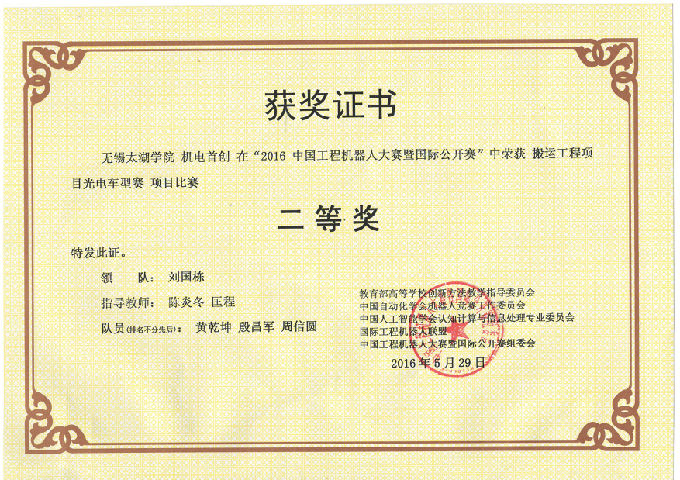 获奖证书
无锡太湖学院 机电首创 在“2016 中国工程机器人大赛暨国际公开赛”中荣获 搬运工程项
目光电车型赛 项目比赛
二等奖
特发此证。
领 队： 刘国栋
指导教师： 陈炎冬 匡程
队员(排名不分先后)： 黄乾坤 殷昌军 周信圆
教育部高等学校创新方法教学指导委员会
中国自动化学会机器人竞赛工作委员会
中国人工智能学会认知计算与信息处理专业委员会
国际工程机器人联盟
中国工程机器人大赛暨国际公开赛组委会
2016 年 6 月 29 日